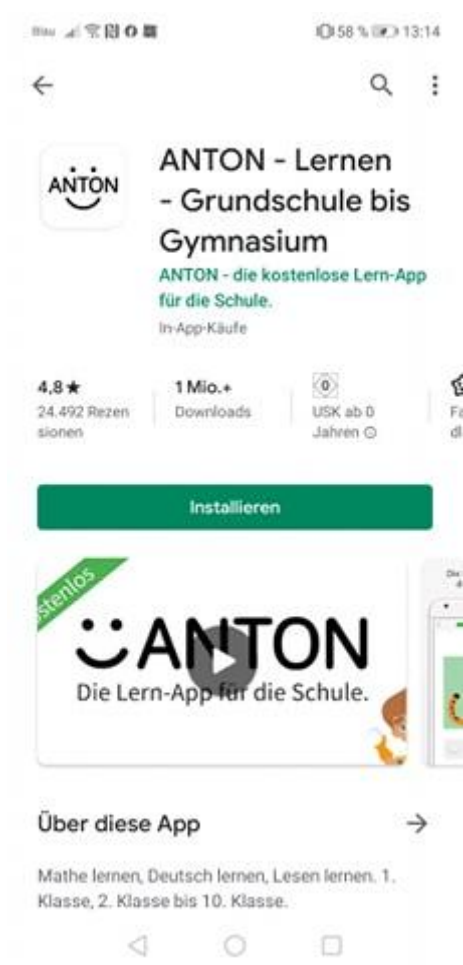 Blau 58 % 13:14
ANTON
ANTON - Lernen
- Grundschule bis
Gymnasium
ANTON - die kostenlose Lern-App
für die Schule.
In-App-Käufe
4,8★ 1 Mio.+ 0
24.492 Rezen Downloads USK ab 0
sionen Jahren
Installieren
ostenlos
ANTON
Die Lern-App für die Schule.
Über diese App
Mathe lernen, Deutsch lernen, Lesen lernen. 1.
Klasse, 2. Klasse bis 10. Klasse.